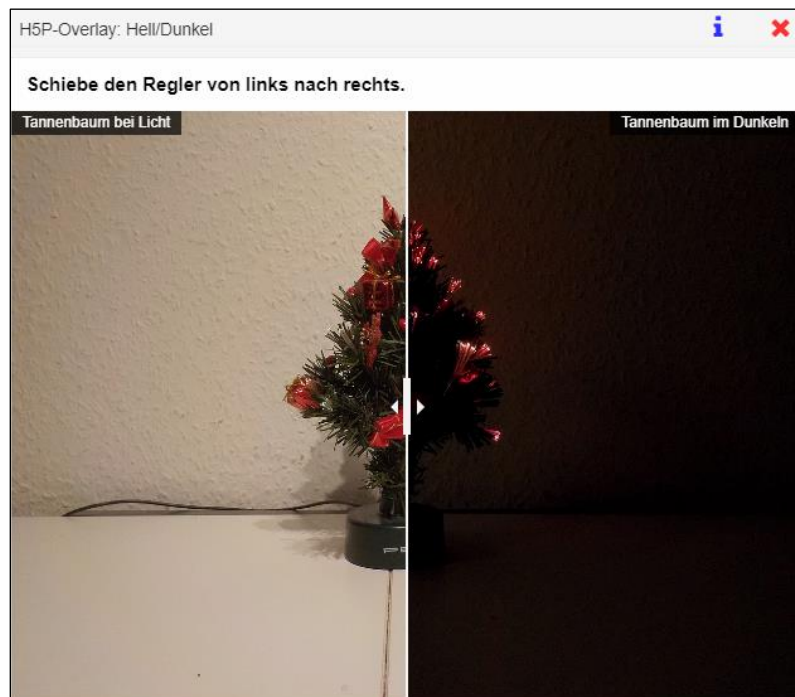 H5P-Overlay: Hell/Dunkel
Schiebe den Regler von links nach rechts.
Tannenbaum bei Licht
Tannenbaum im Dunkeln